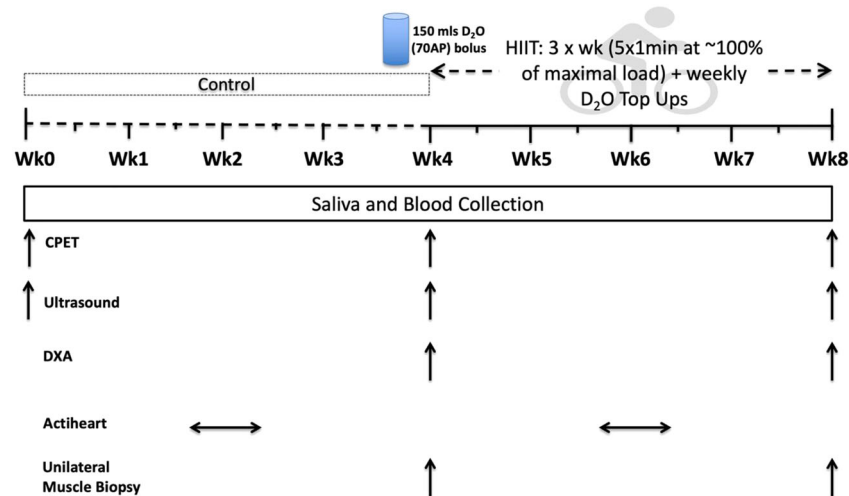 150 mls D₂O
(70AP) bolus
HIIT: 3 x wk (5x1min at ~100%
of maximal load) + weekly
D₂O Top Ups
Control
Wk0 Wk1 Wk2 Wk3 Wk4 Wk5 Wk6 Wk7 Wk8
Saliva and Blood Collection
CPET
Ultrasound
DXA
Actiheart
Unilateral
Muscle Biopsy